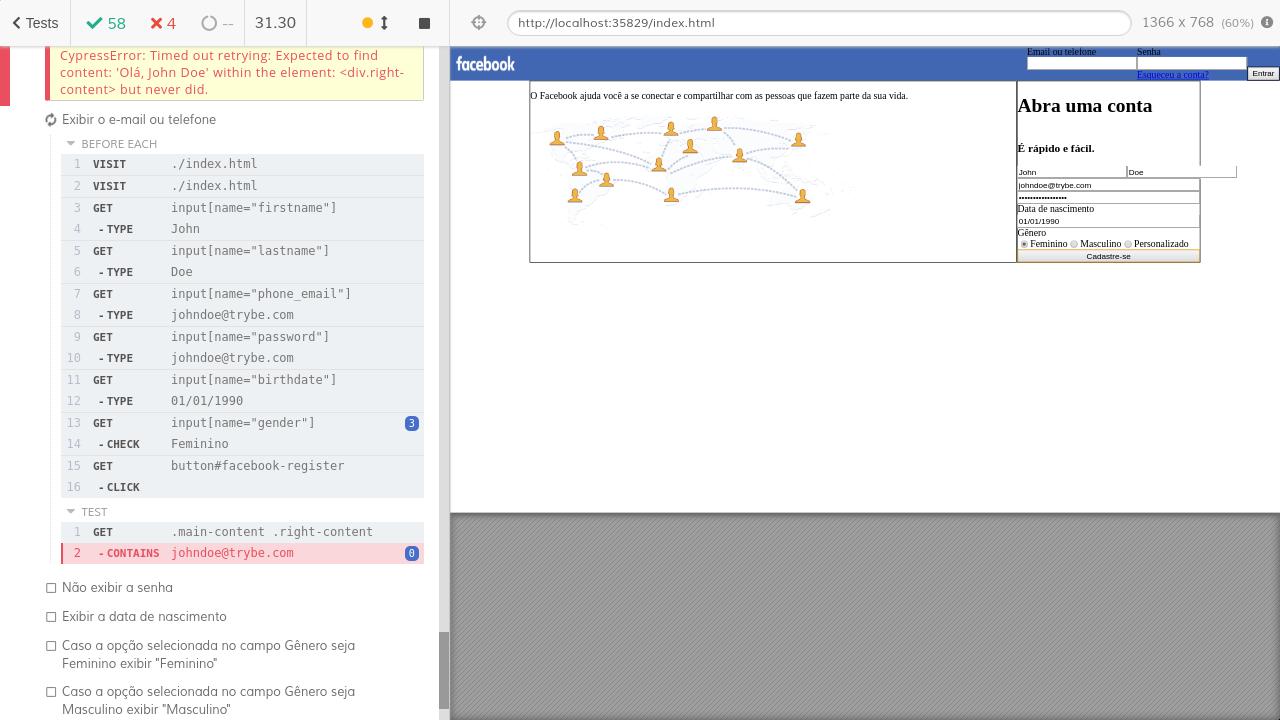 Tests 58 4 -- 31.30
CypressError: Timed out retrying: Expected to find
content: 'Olá, John Doe' within the element: <div.right-
content> but never did.
Exibir o e-mail ou telefone
BEFORE EACH
1 VISIT ./index.html
2 VISIT ./index.html
3 GET input[name="firstname"]
4 - TYPE John
5 GET input[name="lastname"]
6 - TYPE Doe
7 GET input[name="phone_email"]
8 - TYPE johndoe@trybe.com
9 GET input[name="password"]
10 - TYPE johndoe@trybe.com
11 GET input[name="birthdate"]
12 - TYPE 01/01/1990
13 GET input[name="gender"] 3
14 - CHECK Feminino
15 GET button#facebook-register
16 - CLICK
TEST
1 GET .main-content .right-content
2 - CONTAINS johndoe@trybe.com 0
Não exibir a senha
Exibir a data de nascimento
Caso a opção selecionada no campo Gênero seja
Feminino exibir "Feminino"
Caso a opção selecionada no campo Gênero seja
Masculino exibir "Masculino"
http://localhost:35829/index.html 1366 x 768 (60%)
facebook
Email ou telefone Senha
Esqueceu a conta? Entrar
O Facebook ajuda você a se conectar e compartilhar com as pessoas que fazem parte da sua vida.
Abra uma conta
É rápido e fácil.
John Doe
johndoe@trybe.com
•••••••••••••••••
Data de nascimento
01/01/1990
Gênero
Feminino Masculino Personalizado
Cadastre-se